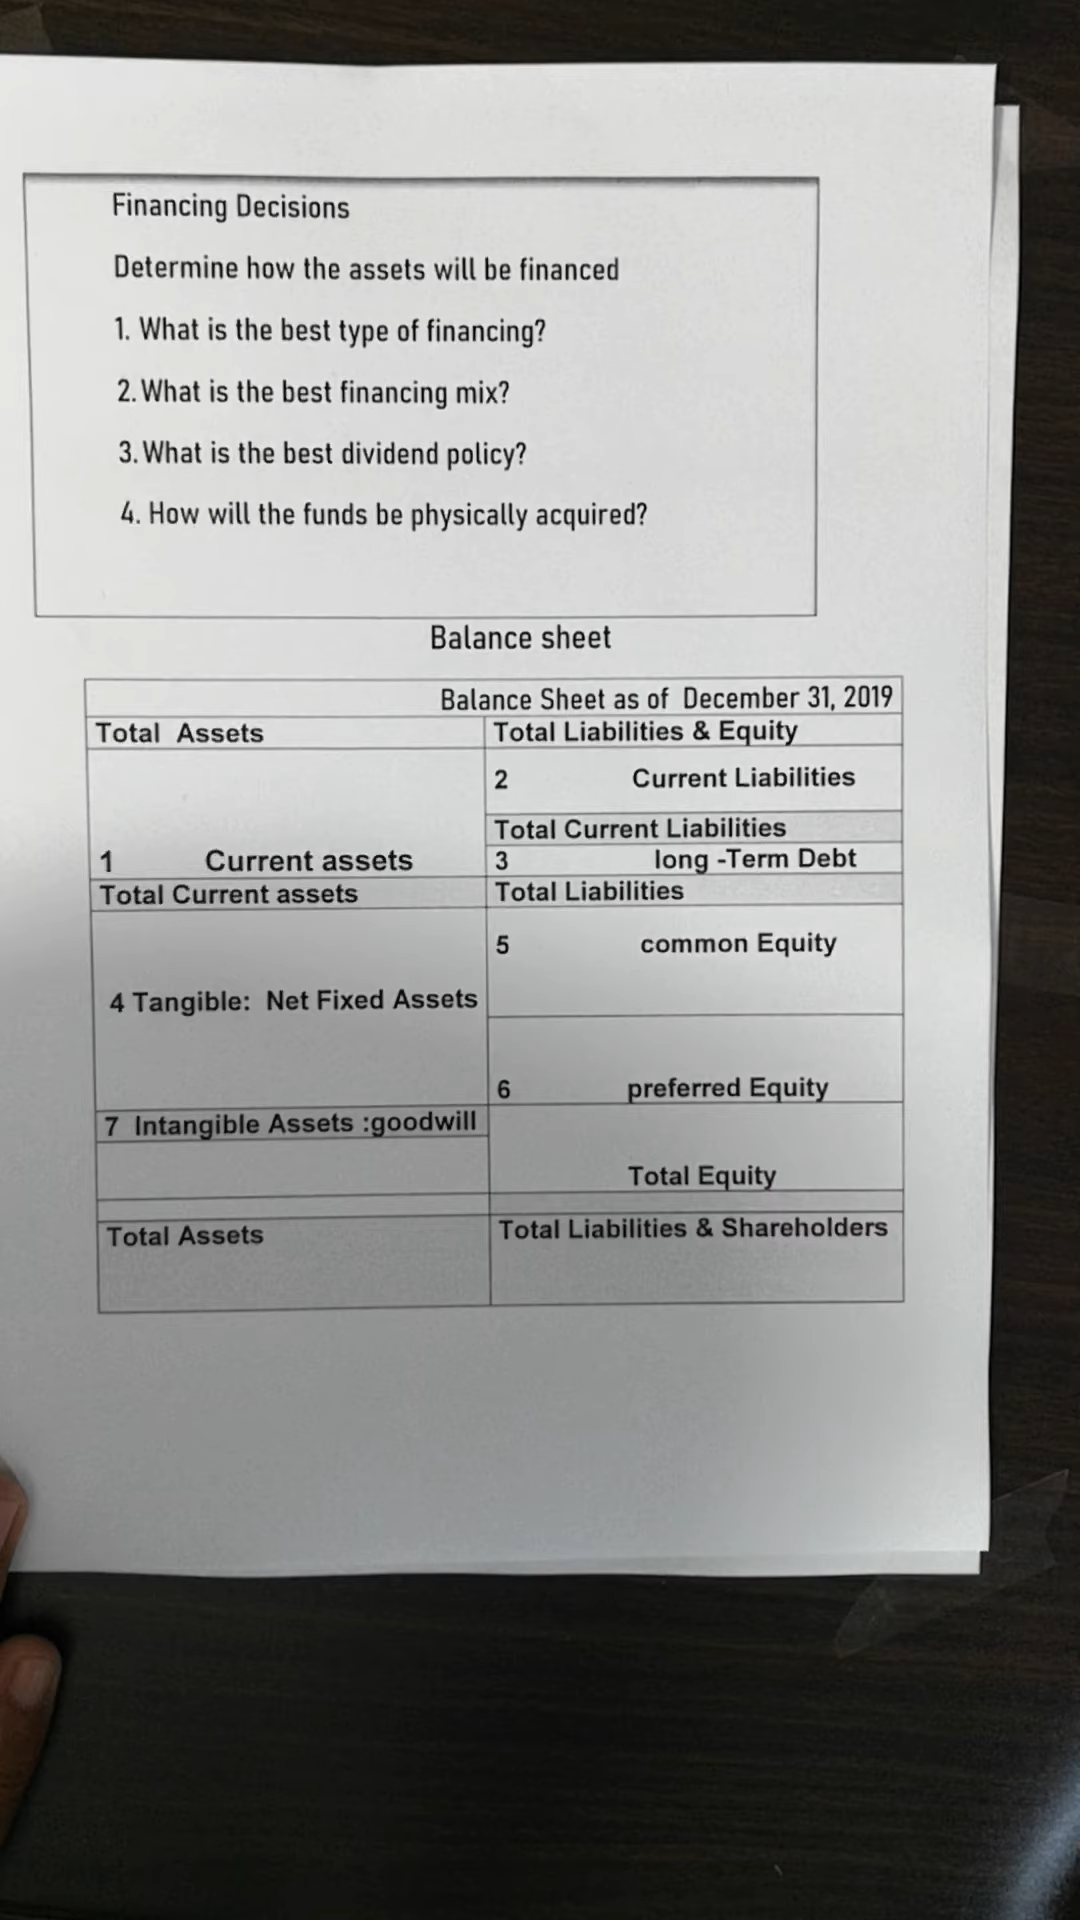 Financing Decisions
Determine how the assets will be financed
1. What is the best type of financing?
2. What is the best financing mix?
3. What is the best dividend policy?
4. How will the funds be physically acquired?
Balance sheet
Balance Sheet as of December 31, 2019
Total Assets
Total Liabilities & Equity
2 Current Liabilities
Total Current Liabilities
1 Current assets
3 long -Term Debt
Total Current assets
Total Liabilities
5 common Equity
4 Tangible: Net Fixed Assets
6 preferred Equity
7 Intangible Assets :goodwill
Total Equity
Total Assets
Total Liabilities & Shareholders